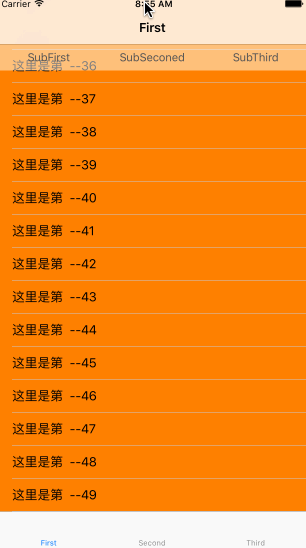 Carrier 8:55 AM
First
SubFirst SubSeconed SubThird
这里是第 --36
这里是第 --37
这里是第 --38
这里是第 --39
这里是第 --40
这里是第 --41
这里是第 --42
这里是第 --43
这里是第 --44
这里是第 --45
这里是第 --46
这里是第 --47
这里是第 --48
这里是第 --49
First Second Third